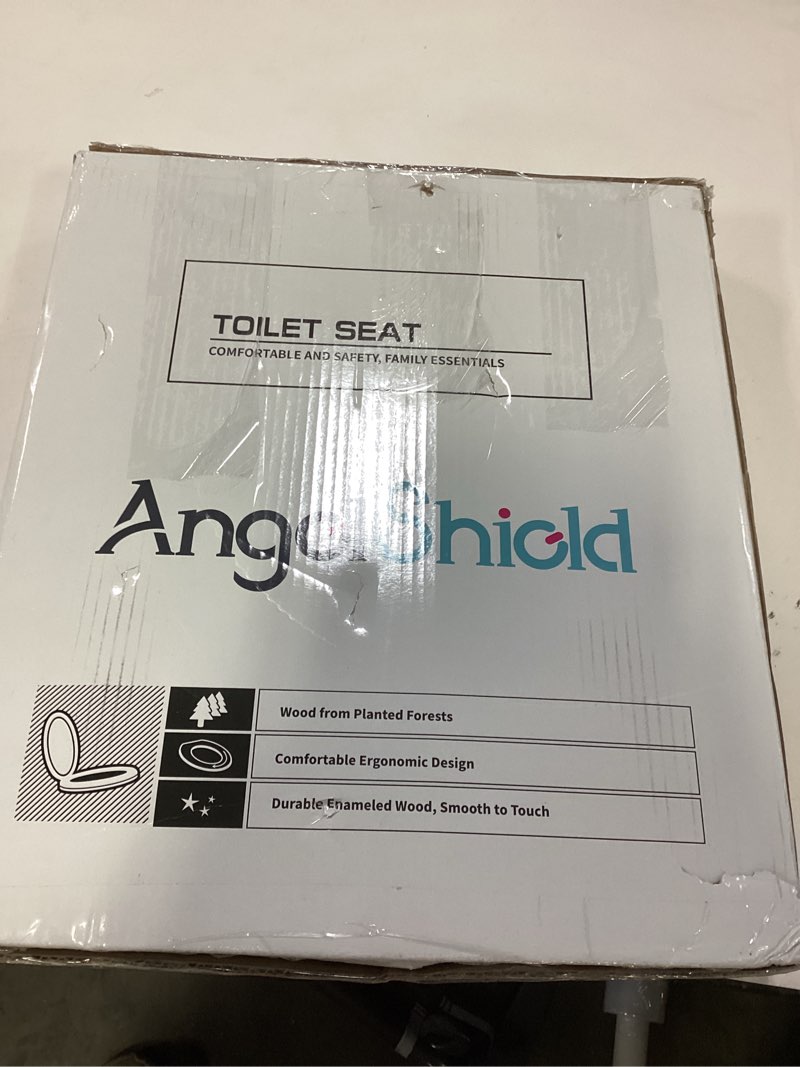 TOILET SEAT
COMFORTABLE AND SAFETY, FAMILY ESSENTIALS
AngelShield
Wood from Planted Forests
Comfortable Ergonomic Design
Durable Enameled Wood, Smooth to Touch